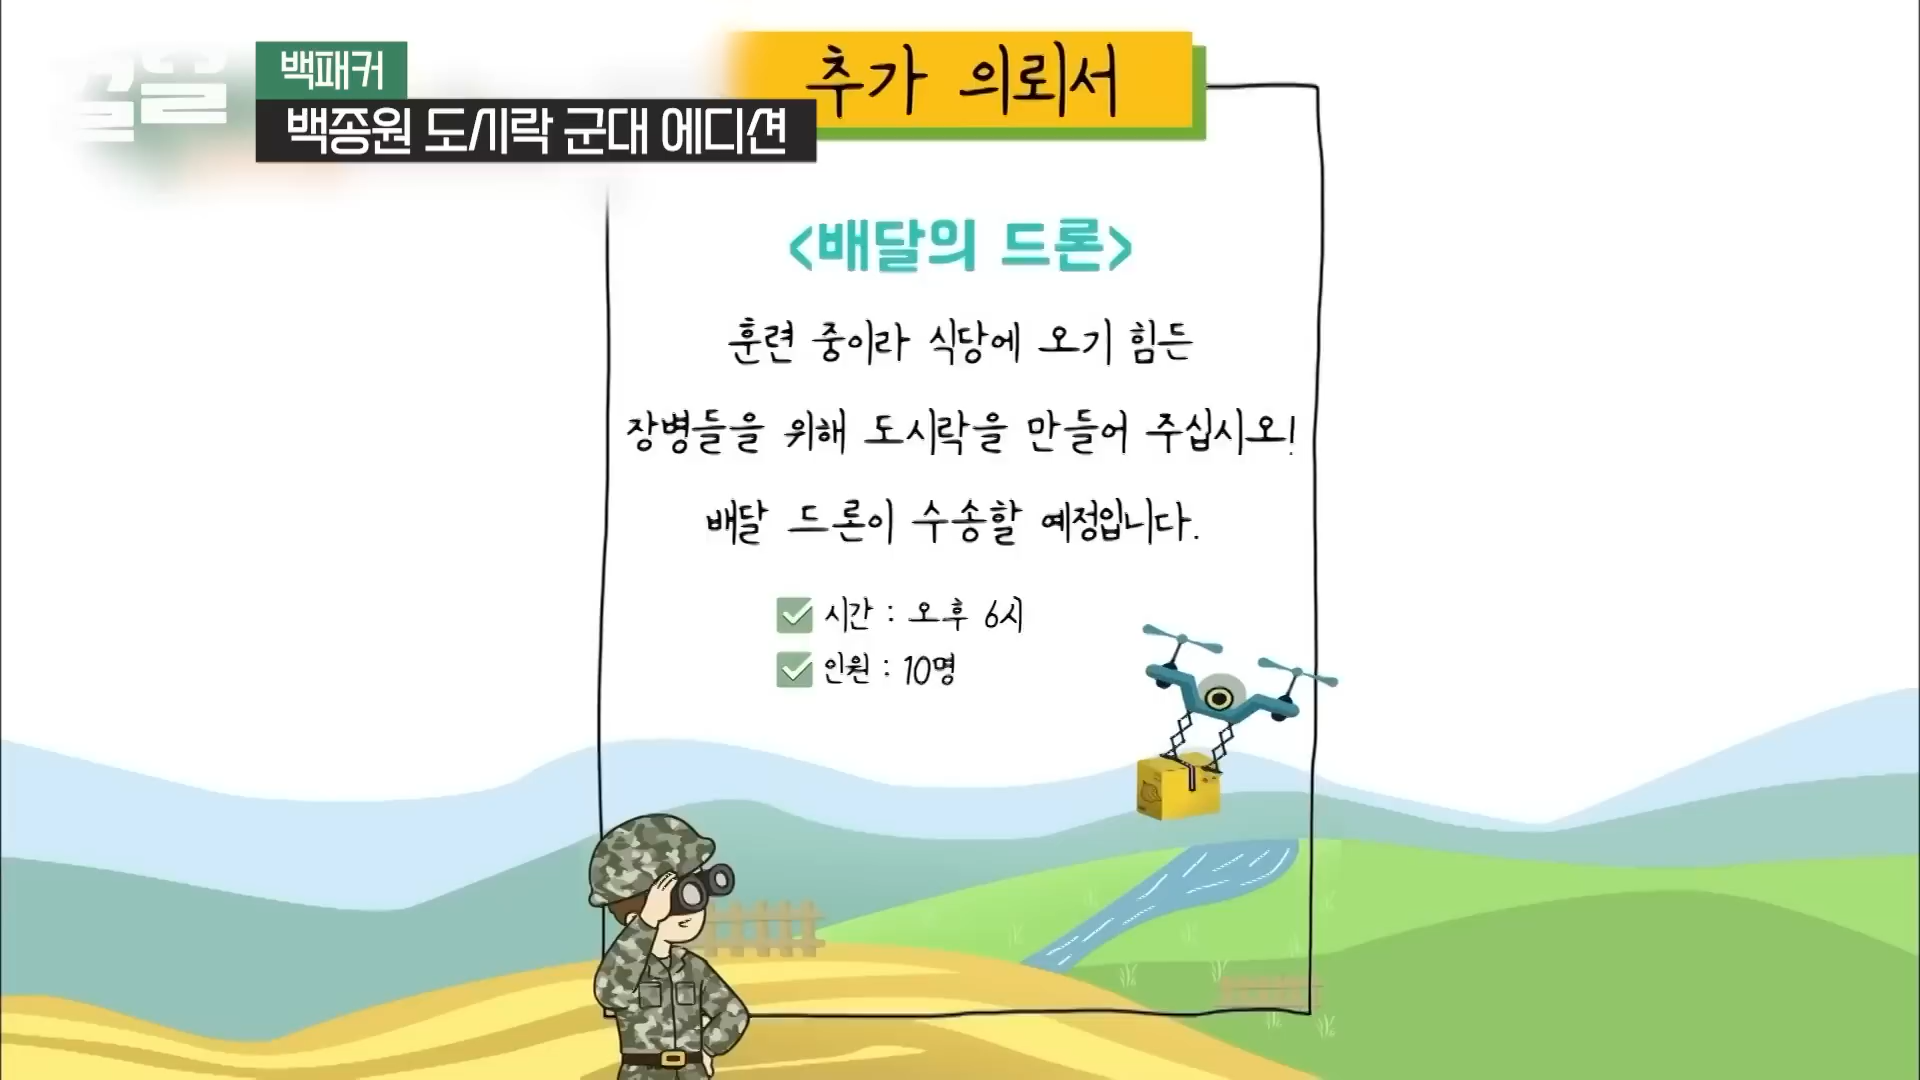 백패커
백종원 도시락 군대 에디션
추가 의뢰서
<배달의 드론>
훈련 중이라 식당에 오기 힘든
장병들을 위해 도시락을 만들어 주십시오!
배달 드론이 수송할 예정입니다.
시간 : 오후 6시
인원 : 10명